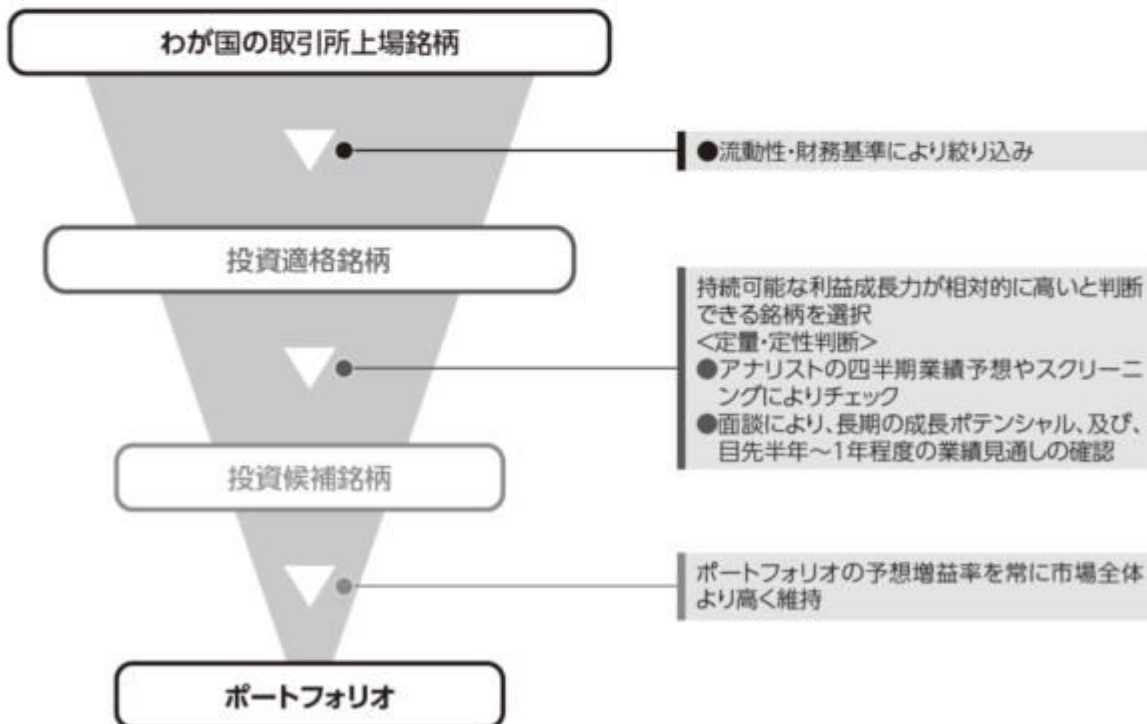 わが国の取引所上場銘柄
●流動性・財務基準により絞り込み
投資適格銘柄
持続可能な利益成長力が相対的に高いと判断
できる銘柄を選択
<定量・定性判断>
●アナリストの四半期業績予想やスクリーニ
ングによりチェック
●面談により、長期の成長ポテンシャル、及び、
目先半年～1年程度の業績見通しの確認
投資候補銘柄
ポートフォリオの予想増益率を常に市場全体
より高く維持
ポートフォリオ